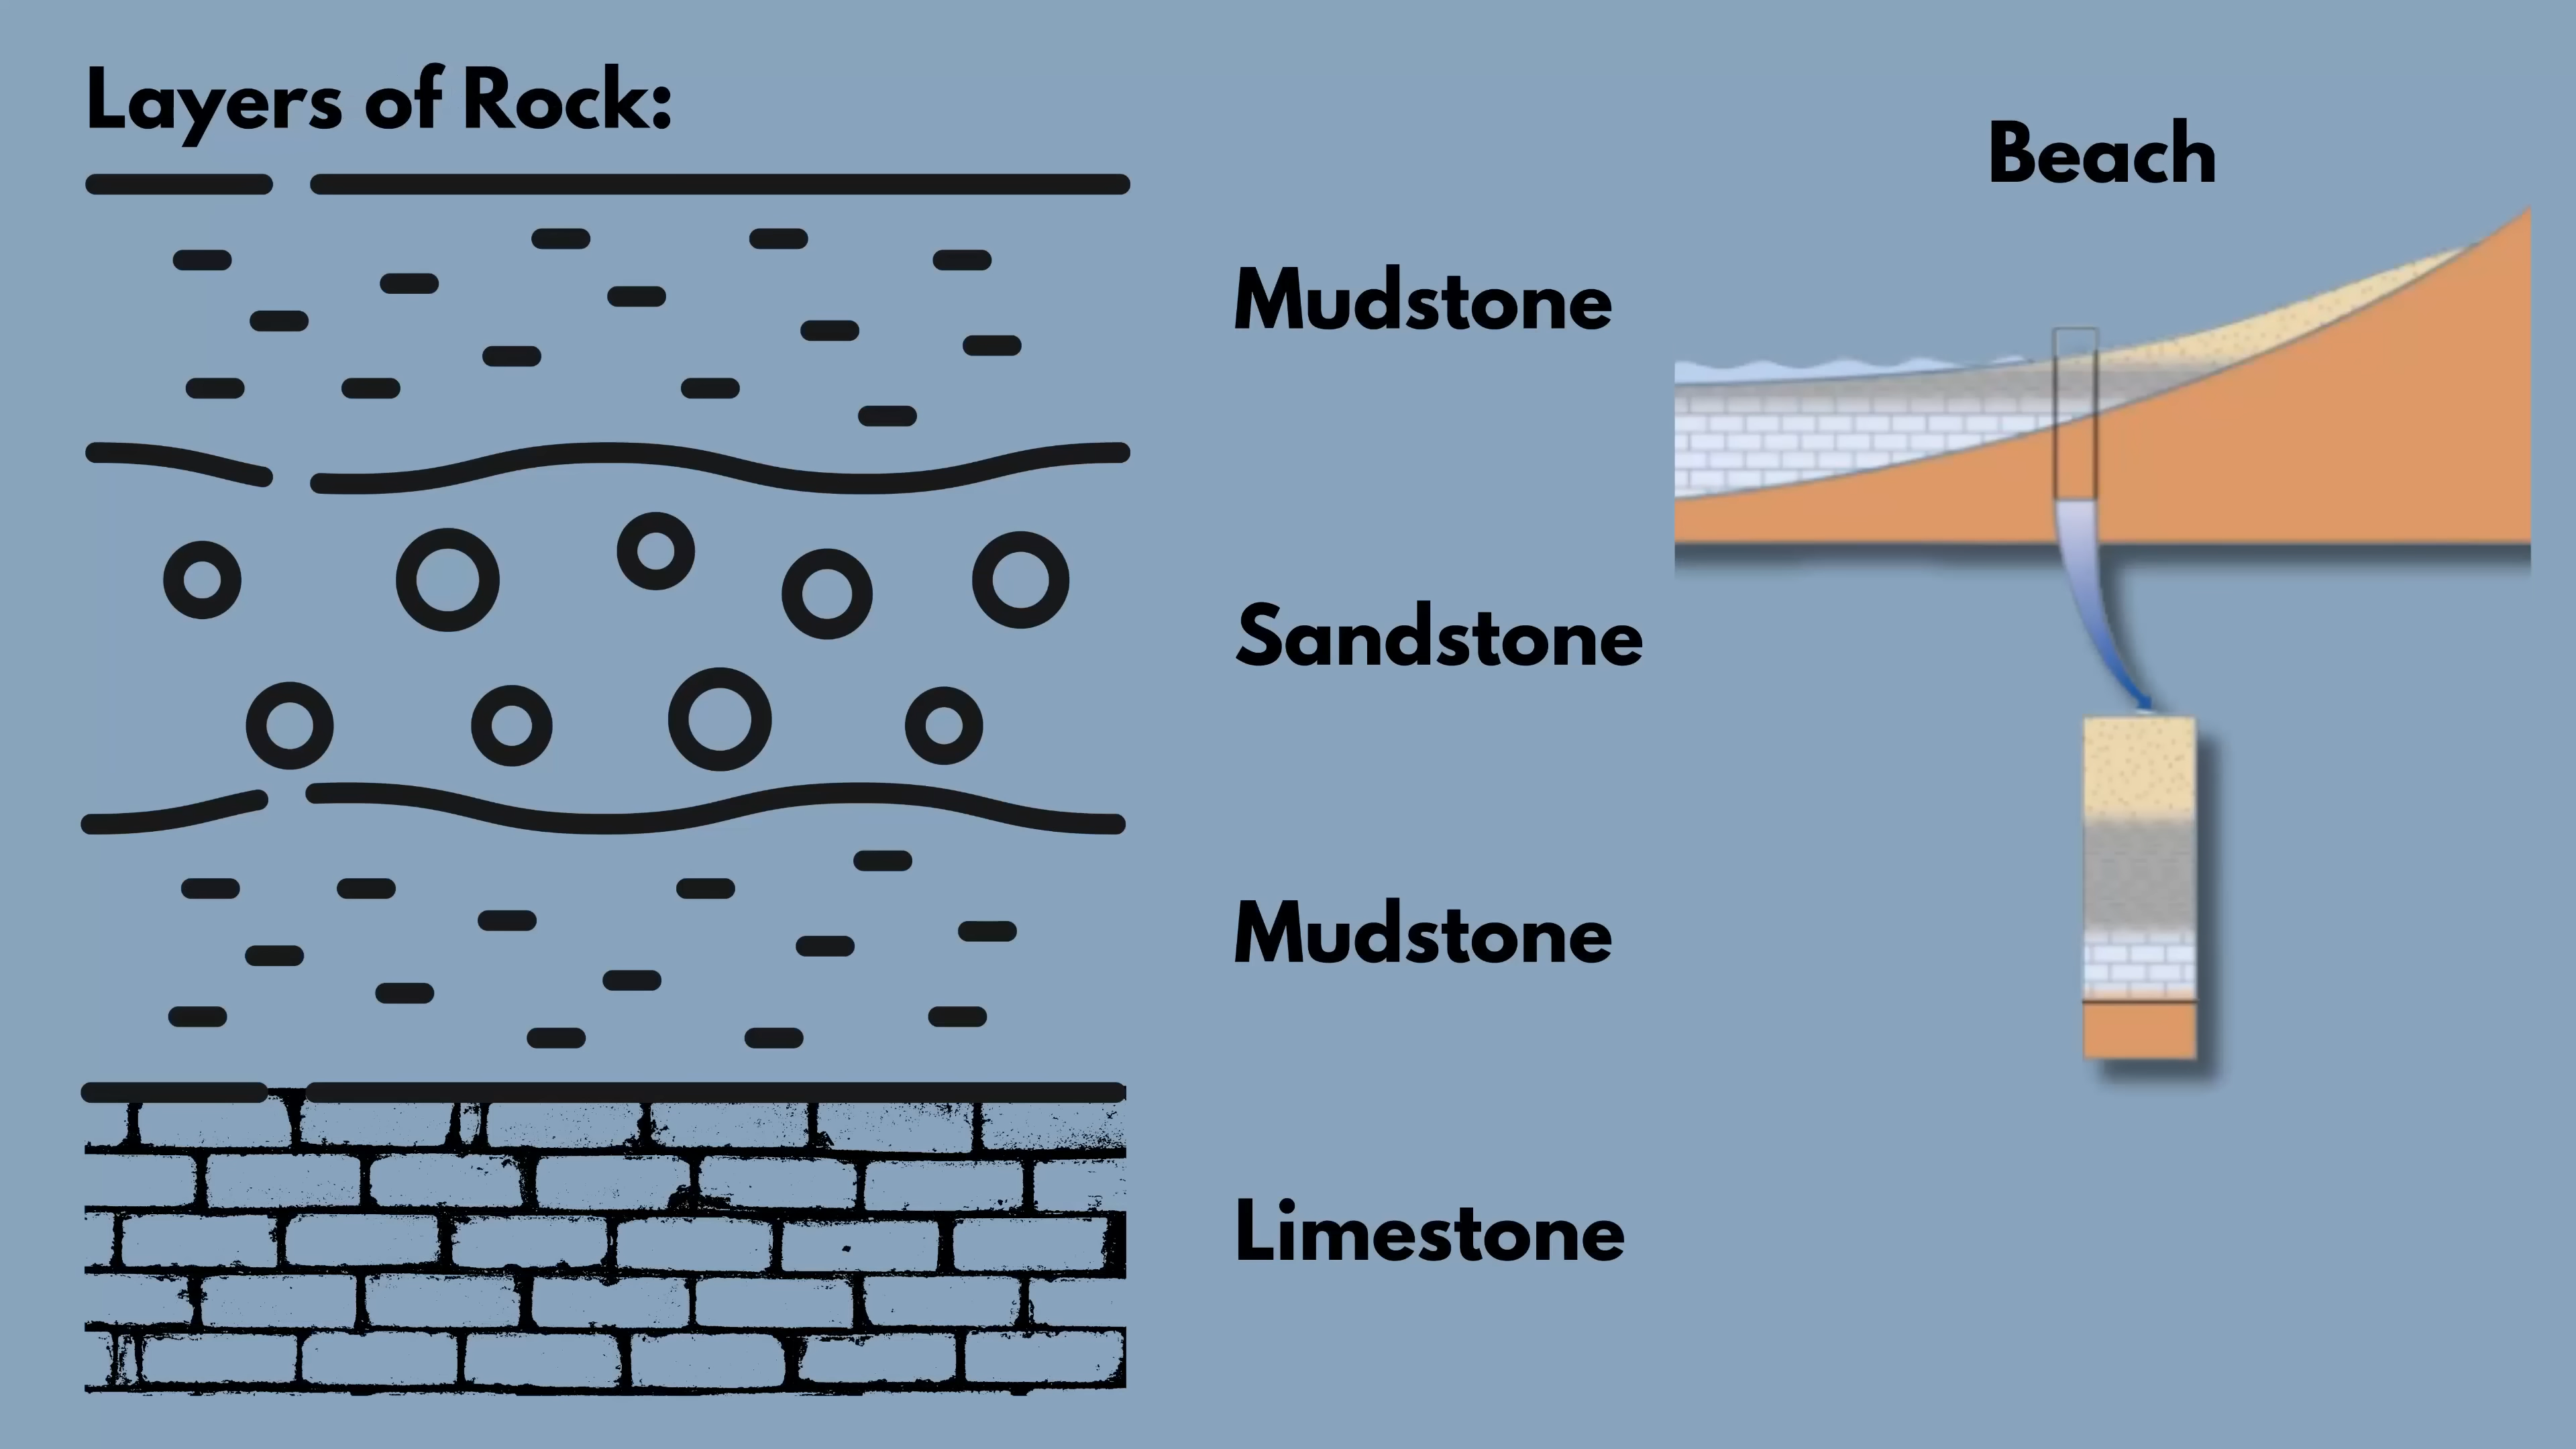 Layers of Rock:
Beach
Mudstone
Sandstone
Mudstone
Limestone